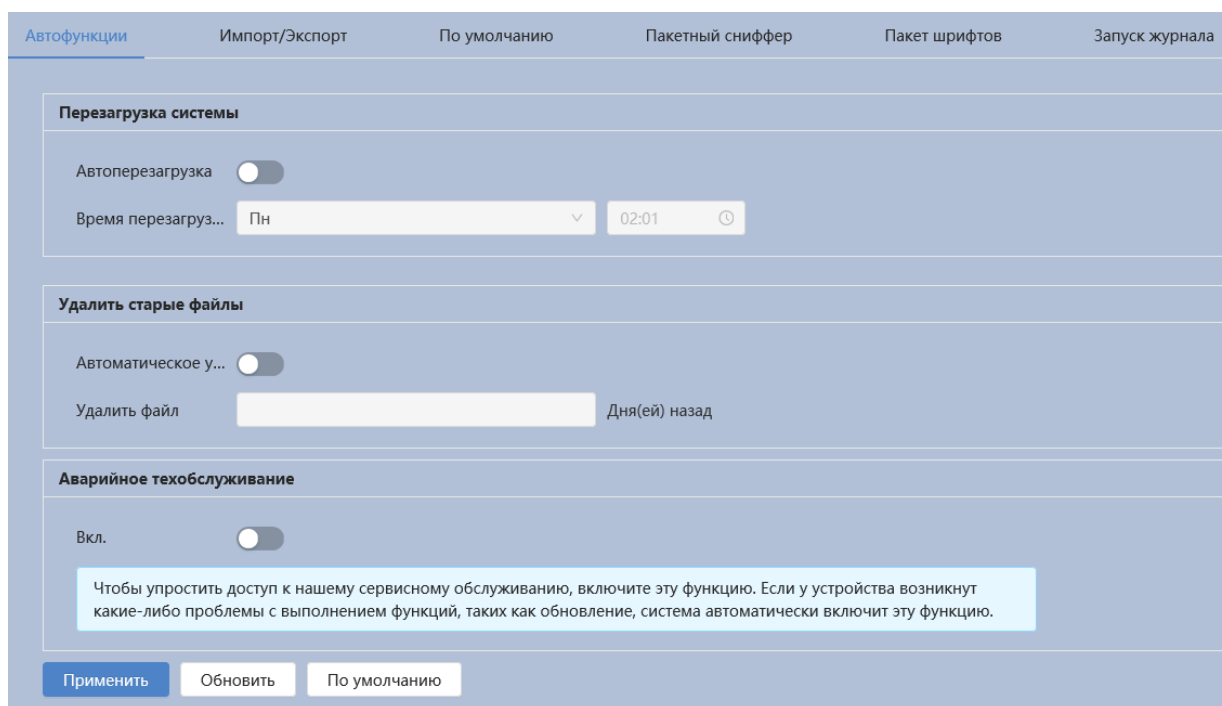 Автофункции Импорт/Экспорт По умолчанию Пакетный сниффер Пакет шрифтов Запуск журнала
Перезагрузка системы
Автоперезагрузка
Время перезагруз... Пн 02:01
Удалить старые файлы
Автоматическое у...
Удалить файл Дня(ей) назад
Аварийное техобслуживание
Вкл.
Чтобы упростить доступ к нашему сервисному обслуживанию, включите эту функцию. Если у устройства возникнут
какие-либо проблемы с выполнением функций, таких как обновление, система автоматически включит эту функцию.
Применить Обновить По умолчанию